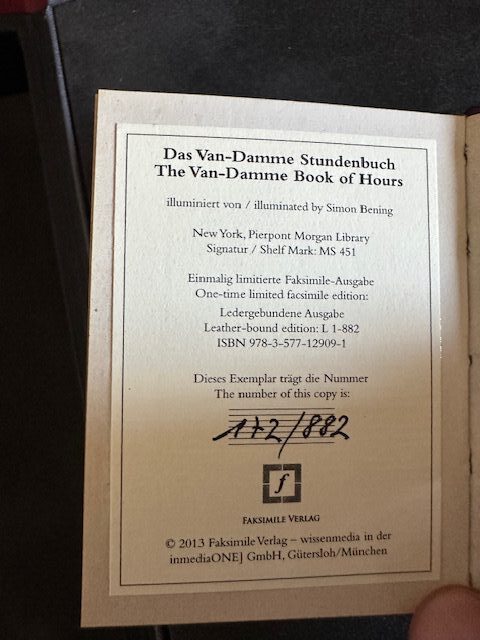 Das Van-Damme Stundenbuch
The Van-Damme Book of Hours
illuminiert von / illuminated by Simon Bening
New York, Pierpont Morgan Library
Signatur / Shelf Mark: MS 451
Einmalig limitierte Faksimile-Ausgabe
One-time limited facsimile edition:
Ledergebundene Ausgabe
Leather-bound edition: L 1-882
ISBN 978-3-577-12909-1
Dieses Exemplar trägt die Nummer
The number of this copy is:
172/882
f
FAKSIMILE VERLAG
© 2013 Faksimile Verlag – wissenmedia in der
inmediaONE] GmbH, Gütersloh/München